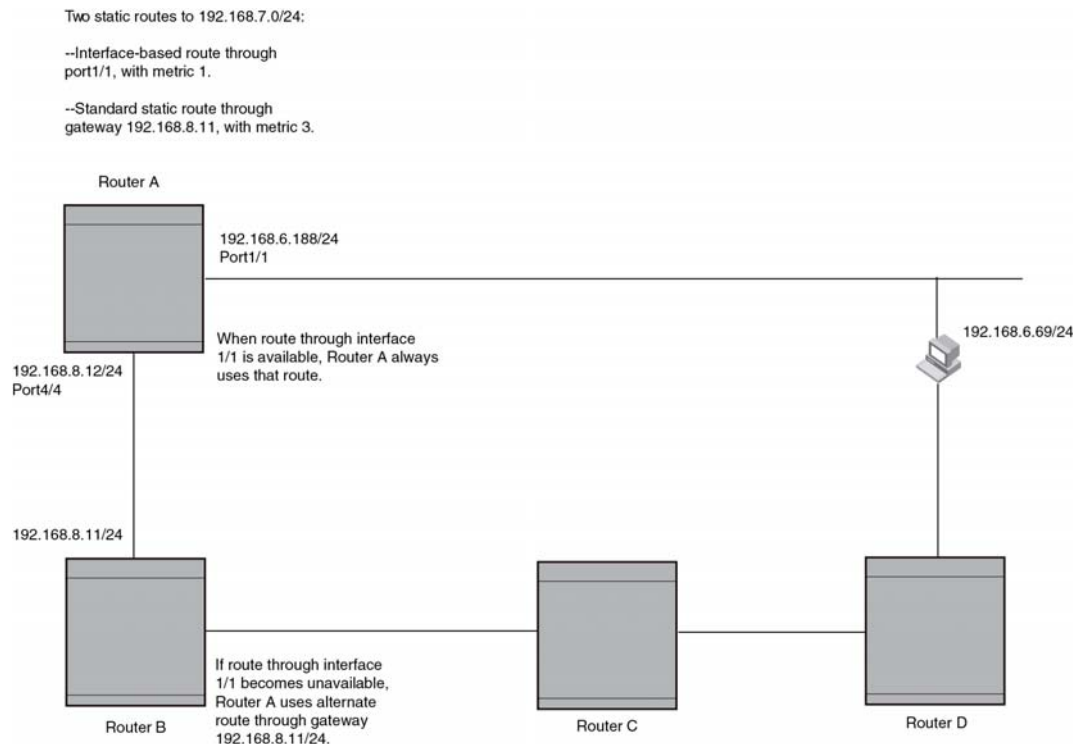 Two static routes to 192.168.7.0/24:
--Interface-based route through
port1/1, with metric 1.
--Standard static route through
gateway 192.168.8.11, with metric 3.
Router A
192.168.6.188/24
Port1/1
When route through interface
1/1 is available, Router A always
uses that route.
192.168.6.69/24
192.168.8.12/24
Port4/4
192.168.8.11/24
If route through interface
1/1 becomes unavailable,
Router A uses alternate
route through gateway
192.168.8.11/24.
Router B
Router C
Router D